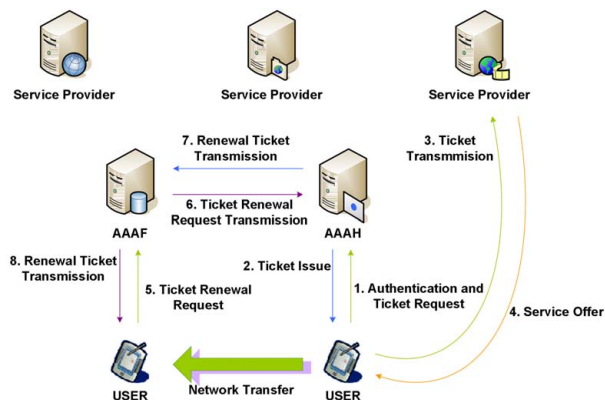 Service Provider
Service Provider
Service Provider
7. Renewal Ticket
Transmission
3. Ticket
Transmmision
6. Ticket Renewal
Request Transmission
AAAF
AAAH
8. Renewal Ticket
Transmission
2. Ticket Issue
5. Ticket Renewal
Request
1. Authentication and
Ticket Request
4. Service Offer
Network Transfer
USER
USER